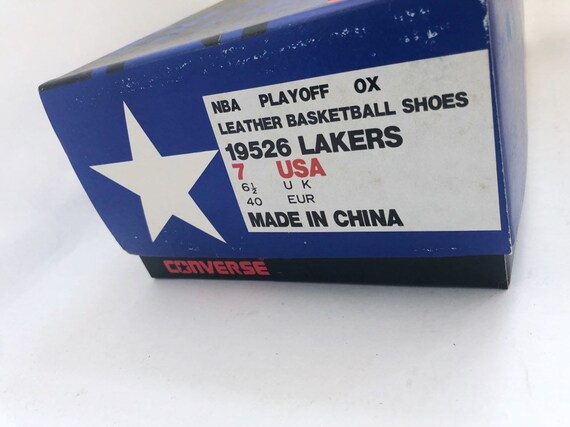 NBA PLAYOFF OX
LEATHER BASKETBALL SHOES
19526 LAKERS
7 USA
6½ UK
40 EUR
MADE IN CHINA
CONVERSE